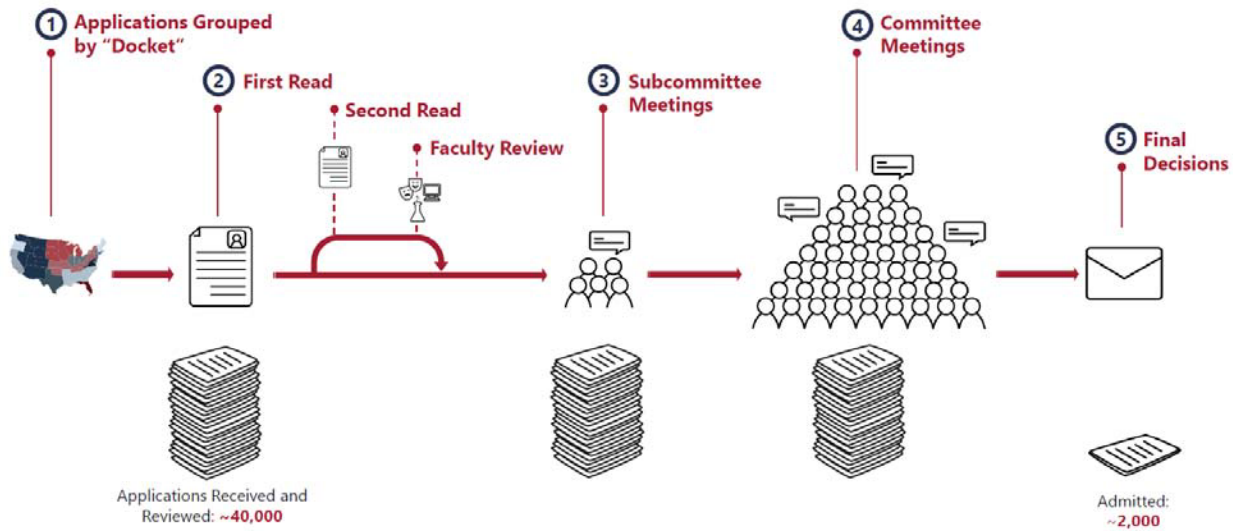 1 Applications Grouped
by “Docket”
2 First Read
Second Read
Faculty Review
3 Subcommittee
Meetings
4 Committee
Meetings
5 Final
Decisions
Applications Received and
Reviewed: ~40,000
Admitted:
~2,000